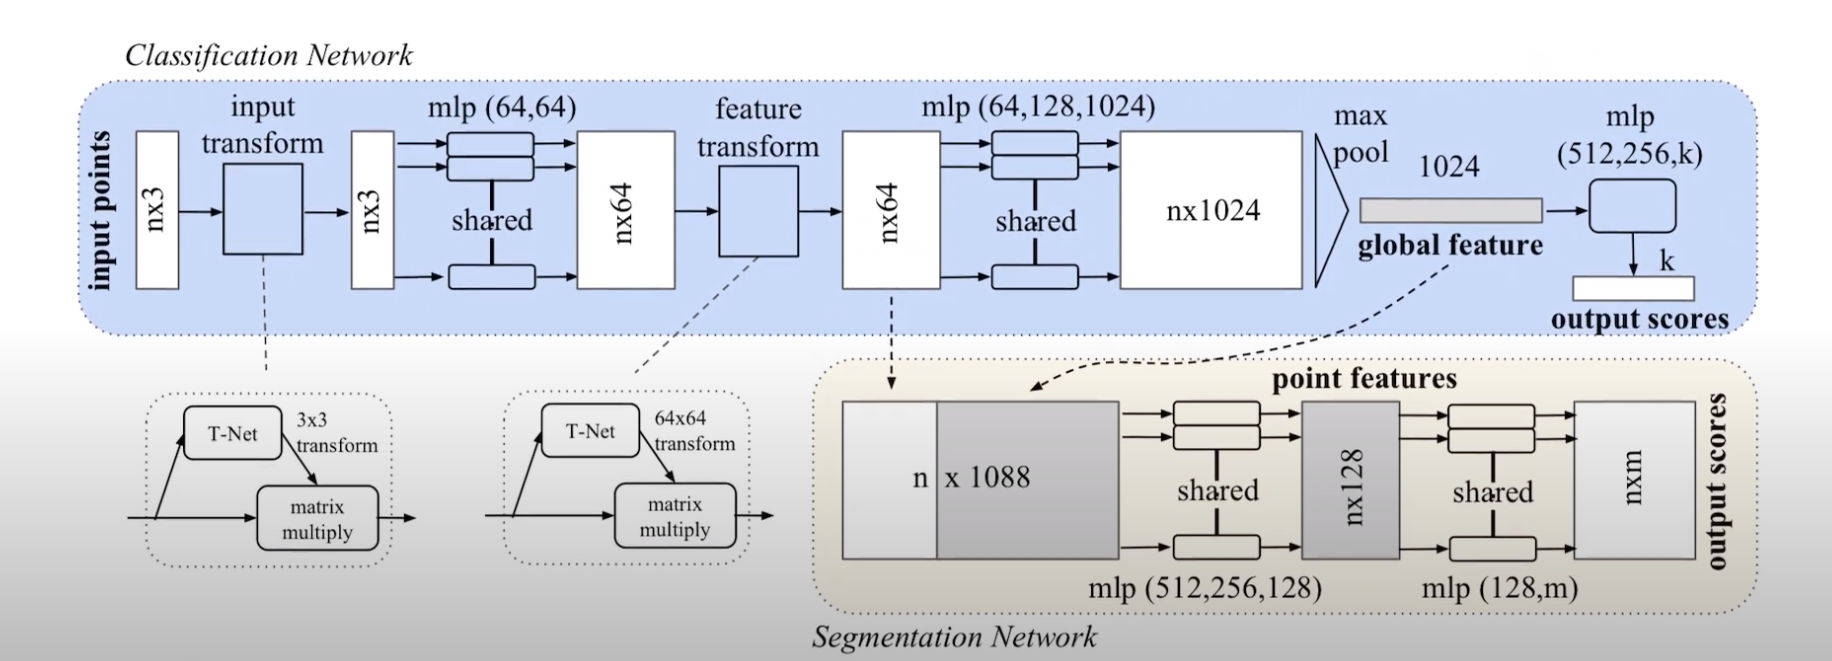 Classification Network
input points
nx3
input
transform
nx3
mlp (64,64)
shared
nx64
feature
transform
nx64
mlp (64,128,1024)
shared
nx1024
max
pool
1024
global feature
mlp
(512,256,k)
k
output scores
T-Net
3x3
transform
matrix
multiply
T-Net
64x64
transform
matrix
multiply
point features
n x 1088
shared
mlp (512,256,128)
nx128
shared
mlp (128,m)
nxm
output scores
Segmentation Network